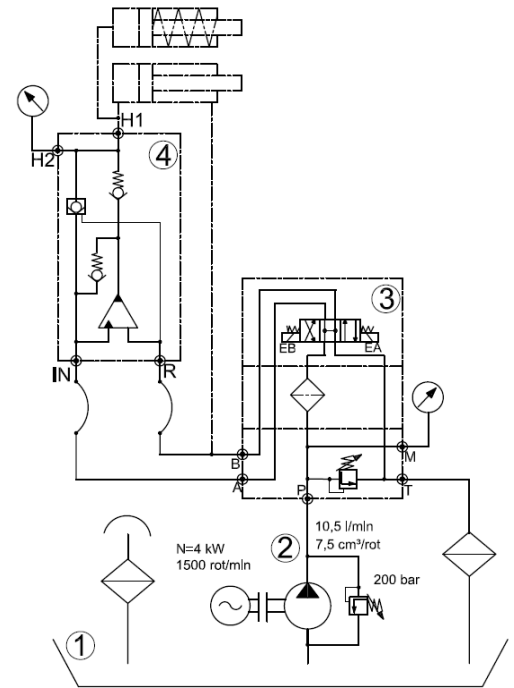 H1
H2
4
IN
R
3
EB
EA
B
A
M
P
T
10,5 l/mln
7,5 cm³/rot
N=4 kW
1500 rot/mln
2
200 bar
1